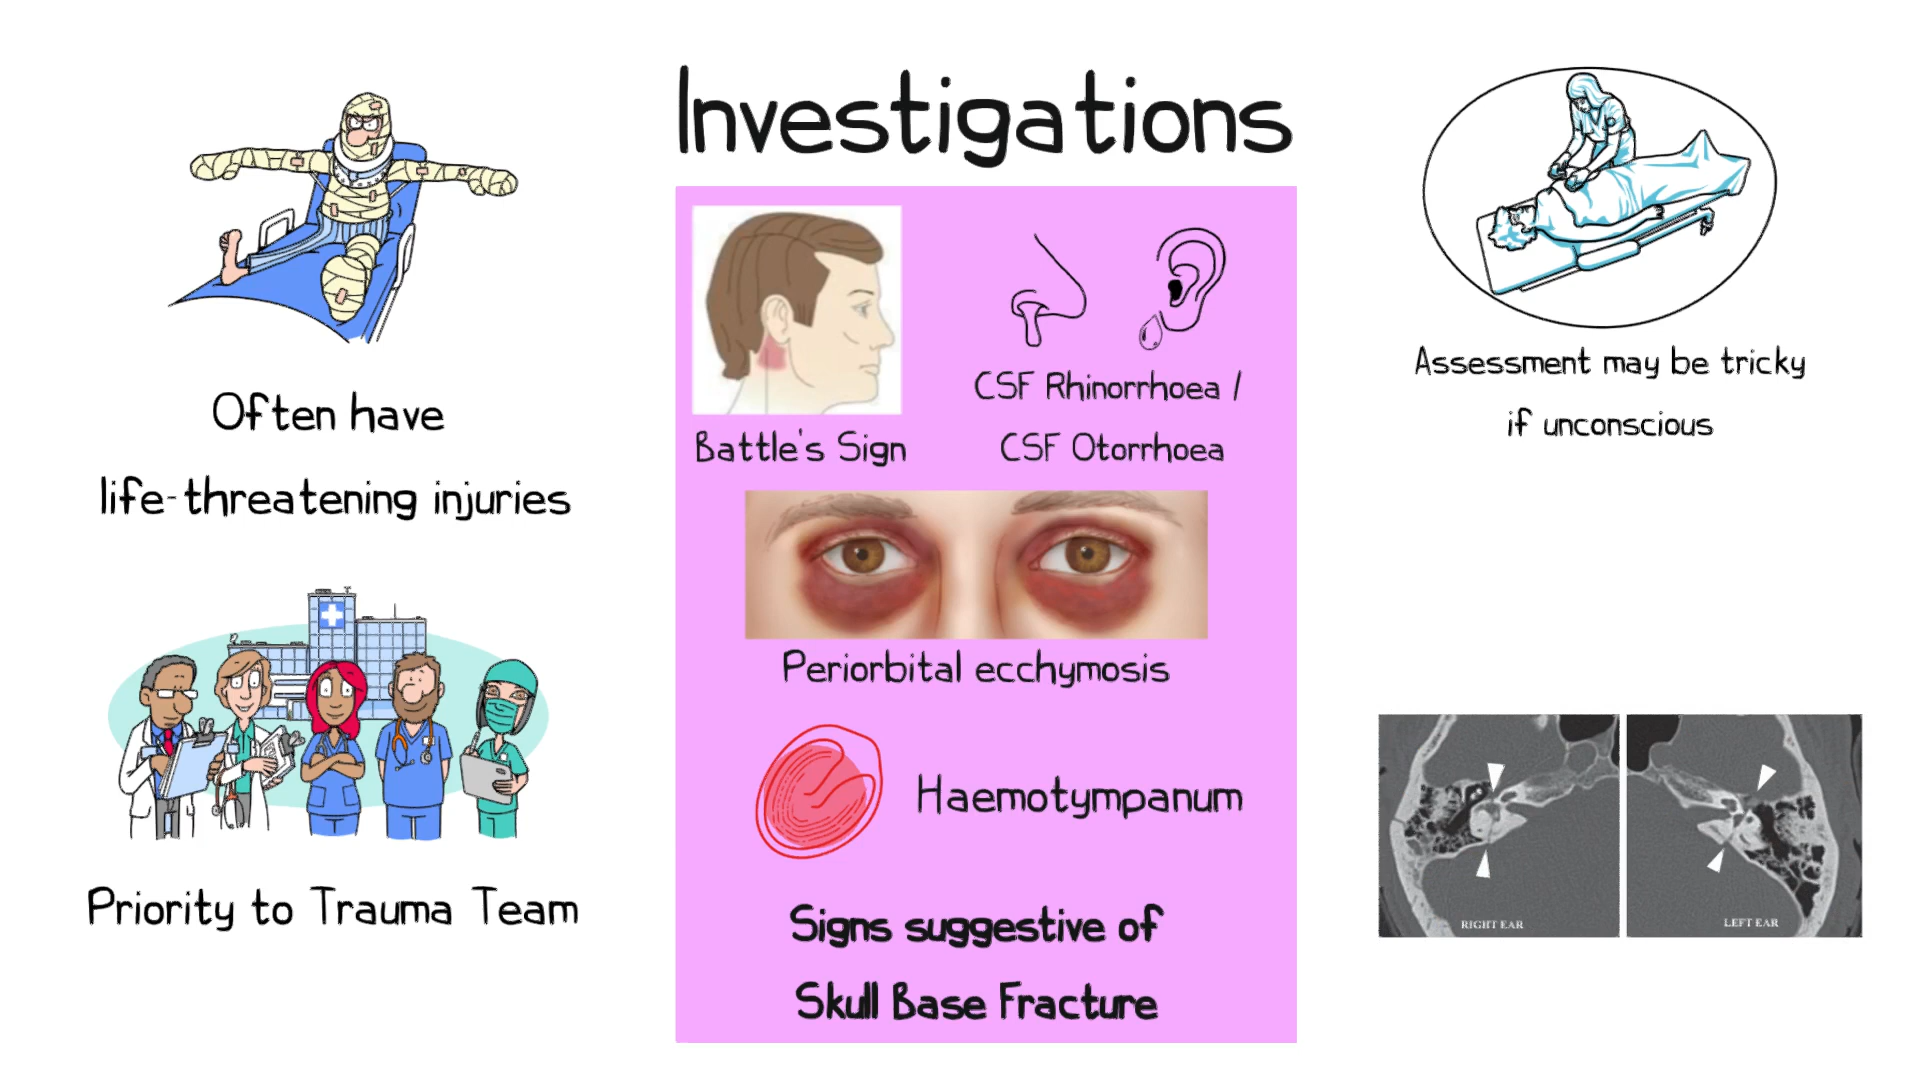 Investigations
Often have
life-threatening injuries
Priority to Trauma Team
Battle's Sign
CSF Rhinorrhoea /
CSF Otorrhoea
Periorbital ecchymosis
Haemotympanum
Signs suggestive of
Skull Base Fracture
Assessment may be tricky
if unconscious
RIGHT EAR
LEFT EAR